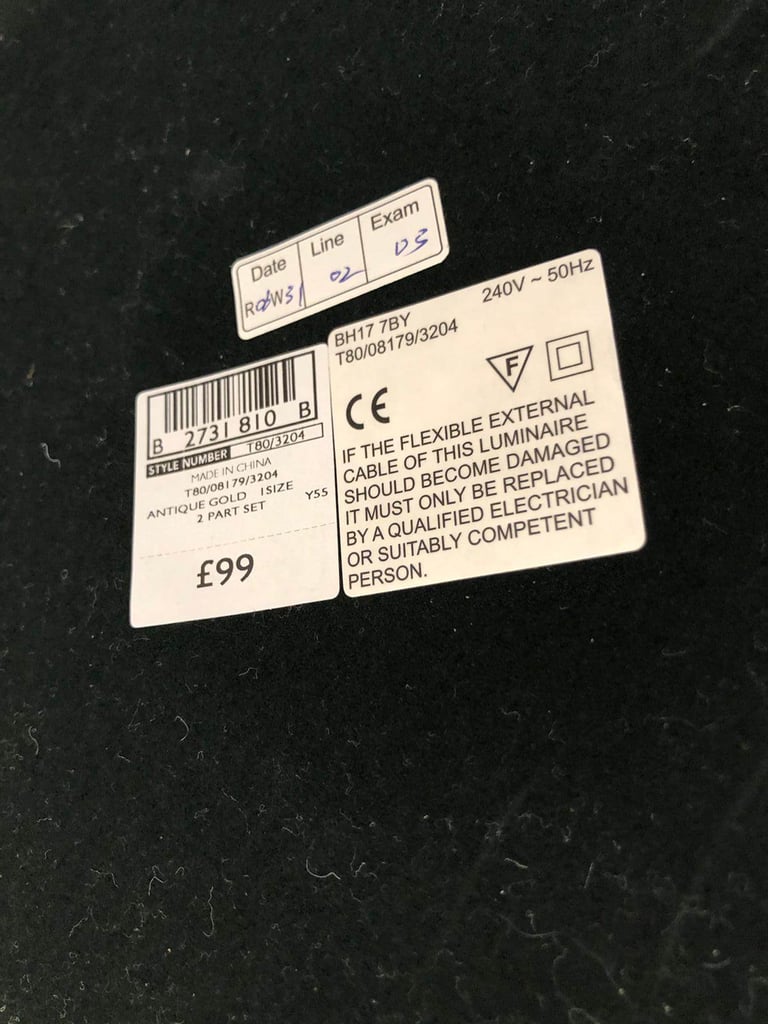 Date Line Exam
02 03
B 2731 810 B
STYLE NUMBER T80/3204
MADE IN CHINA
T80/08179/3204
ANTIQUE GOLD 1SIZE Y55
2 PART SET
£99
240V ~ 50Hz
BH17 7BY
T80/08179/3204
CE
F
IF THE FLEXIBLE EXTERNAL
CABLE OF THIS LUMINAIRE
SHOULD BECOME DAMAGED
IT MUST ONLY BE REPLACED
BY A QUALIFIED ELECTRICIAN
OR SUITABLY COMPETENT
PERSON.